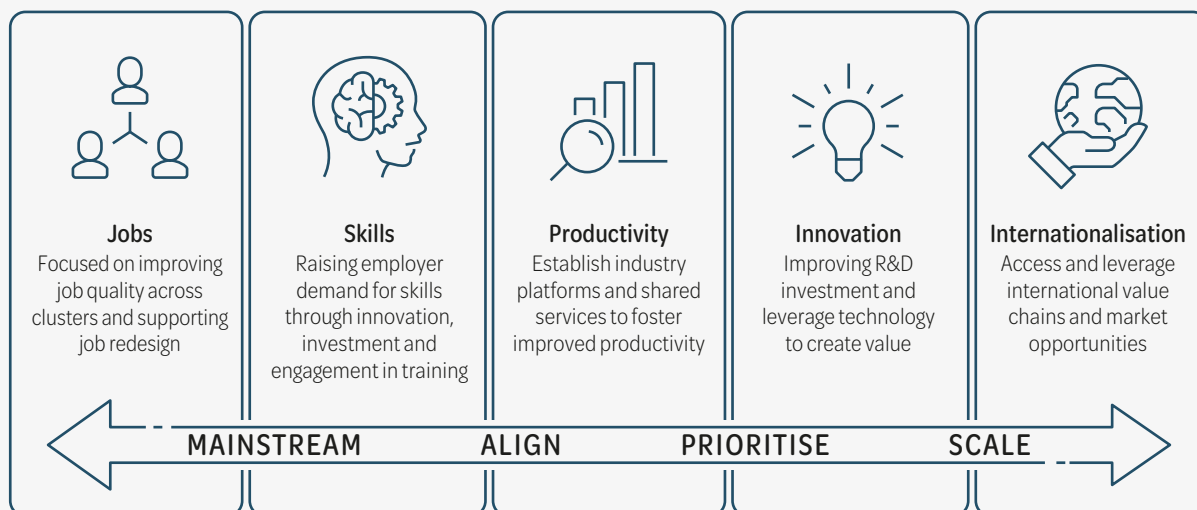 Jobs
Focused on improving
job quality across
clusters and supporting
job redesign
Skills
Raising employer
demand for skills
through innovation,
investment and
engagement in training
Productivity
Establish industry
platforms and shared
services to foster
improved productivity
Innovation
Improving R&D
investment and
leverage technology
to create value
Internationalisation
Access and leverage
international value
chains and market
opportunities
MAINSTREAM ALIGN PRIORITISE SCALE